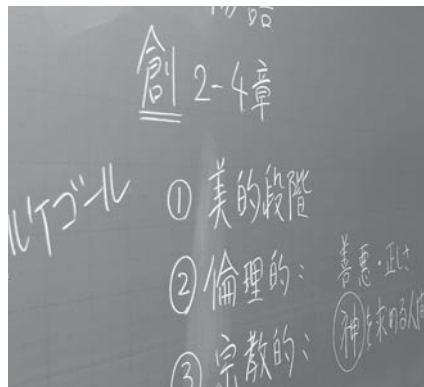 創 2-4章
ルケゴール
① 美的段階
② 倫理的: 善悪・正しさ
③ 宗教的: 神を求める人